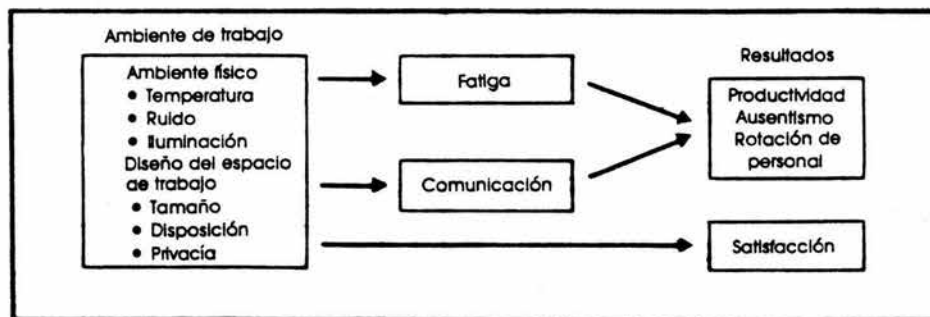 Ambiente de trabajo
Ambiente físico
● Temperatura
● Ruido
● Iluminación
Diseño del espacio
de trabajo
● Tamaño
● Disposición
● Privacía
Fatiga
Comunicación
Resultados
Productividad
Ausentismo
Rotación de
personal
Satisfacción